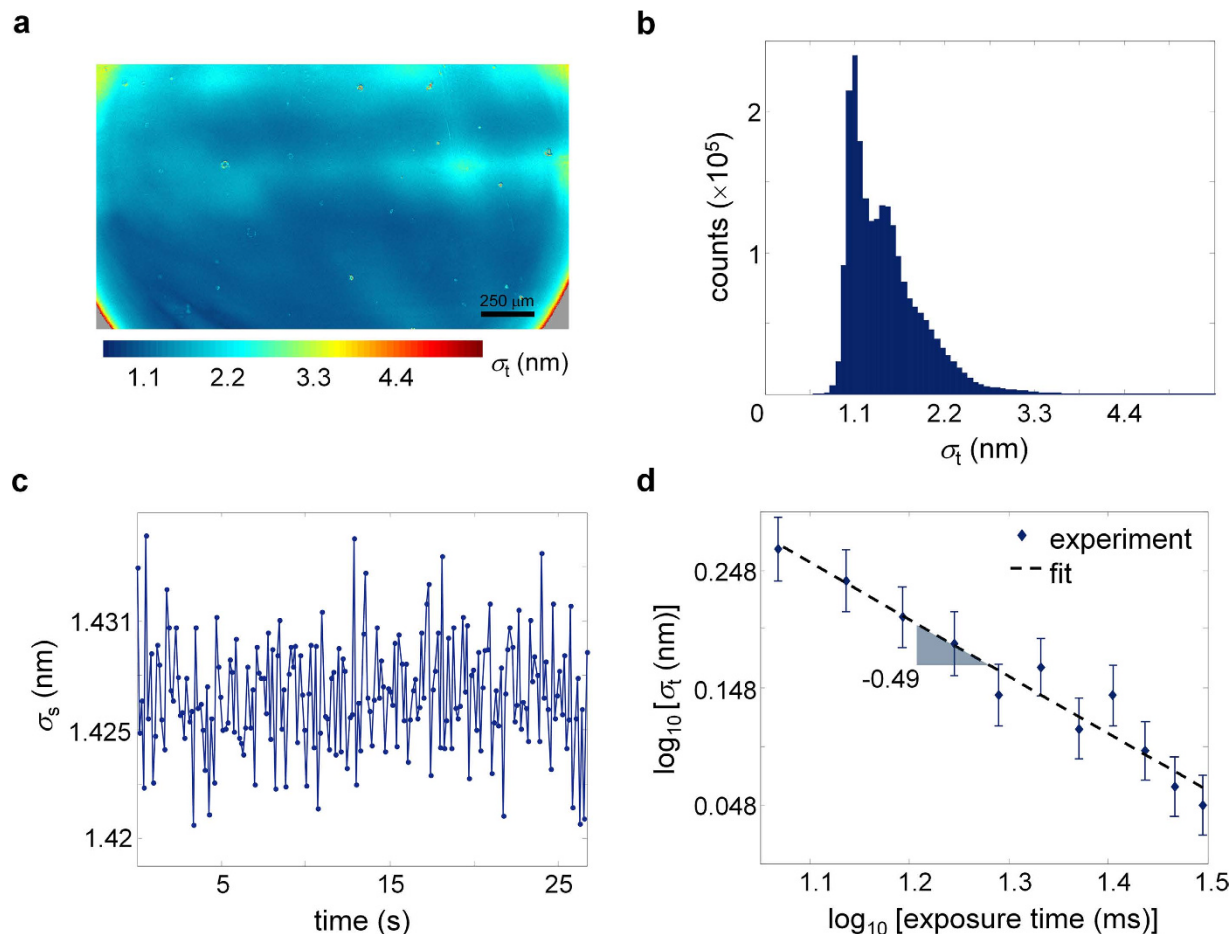 a
250 μm
1.1 2.2 3.3 4.4
σt (nm)
b
counts (×10⁵)
2
1
0 1.1 2.2 3.3 4.4
σt (nm)
c
σs (nm)
1.431
1.425
1.42
5 15 25
time (s)
d
log₁₀ [σt (nm)]
experiment
fit
0.248
0.148
0.048
-0.49
1.1 1.2 1.3 1.4 1.5
log₁₀ [exposure time (ms)]